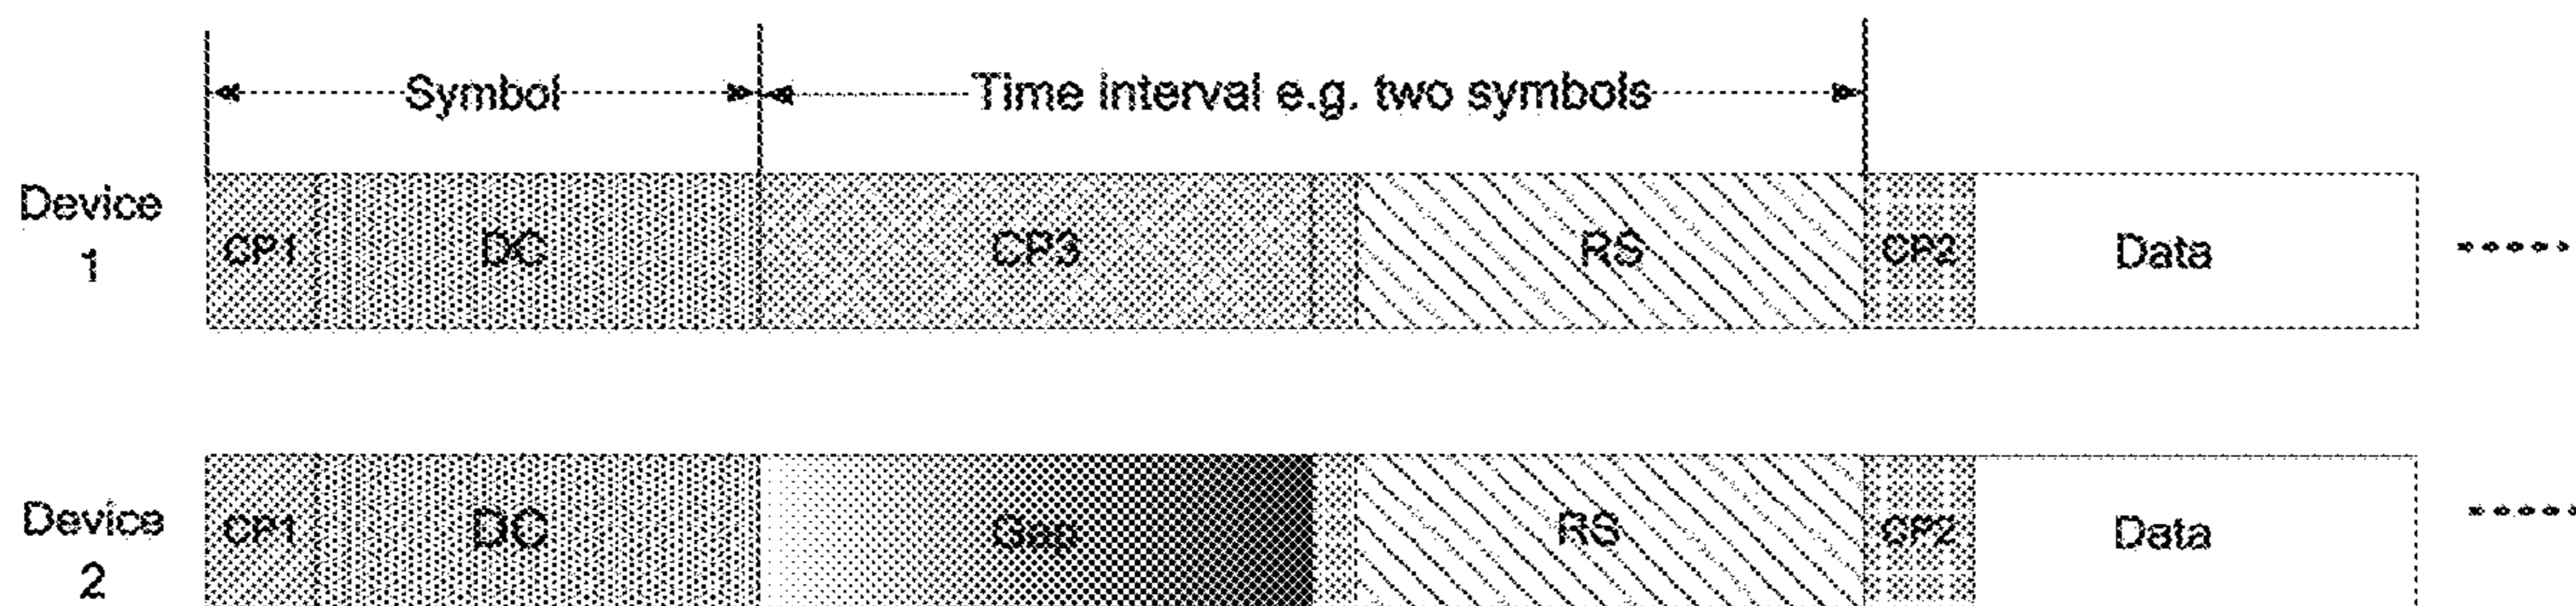 Symbol Time interval e.g. two symbols
Device
1
CP1 DC CP3 RS CP2 Data
Device
2
CP1 DC Gap RS CP2 Data